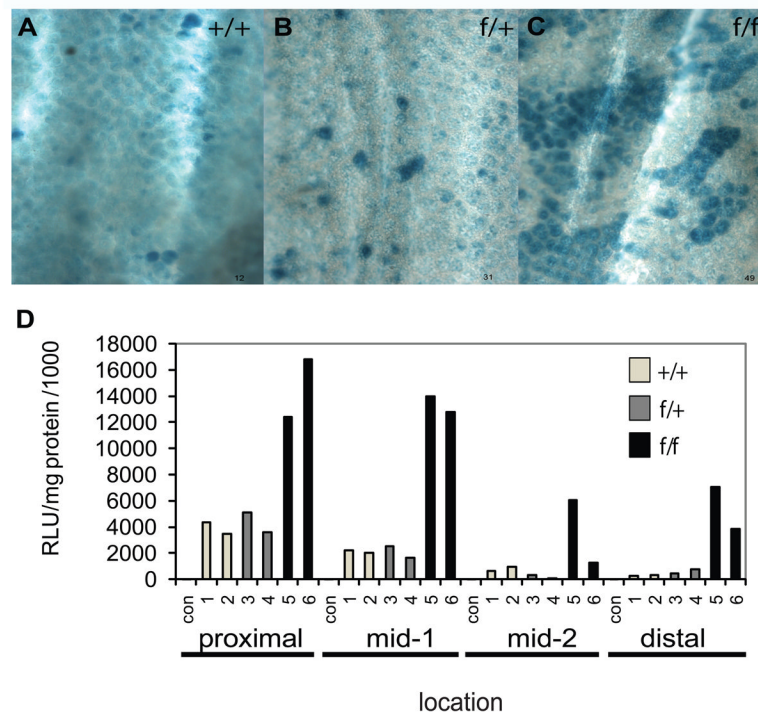 A +/+
B f/+
C f/f
12
31
49
D
18000
16000
14000
12000
10000
8000
6000
4000
2000
0
RLU/mg protein /1000
+/+
f/+
f/f
con 1 2 3 4 5 6 con 1 2 3 4 5 6 con 1 2 3 4 5 6 con 1 2 3 4 5 6
proximal mid-1 mid-2 distal
location